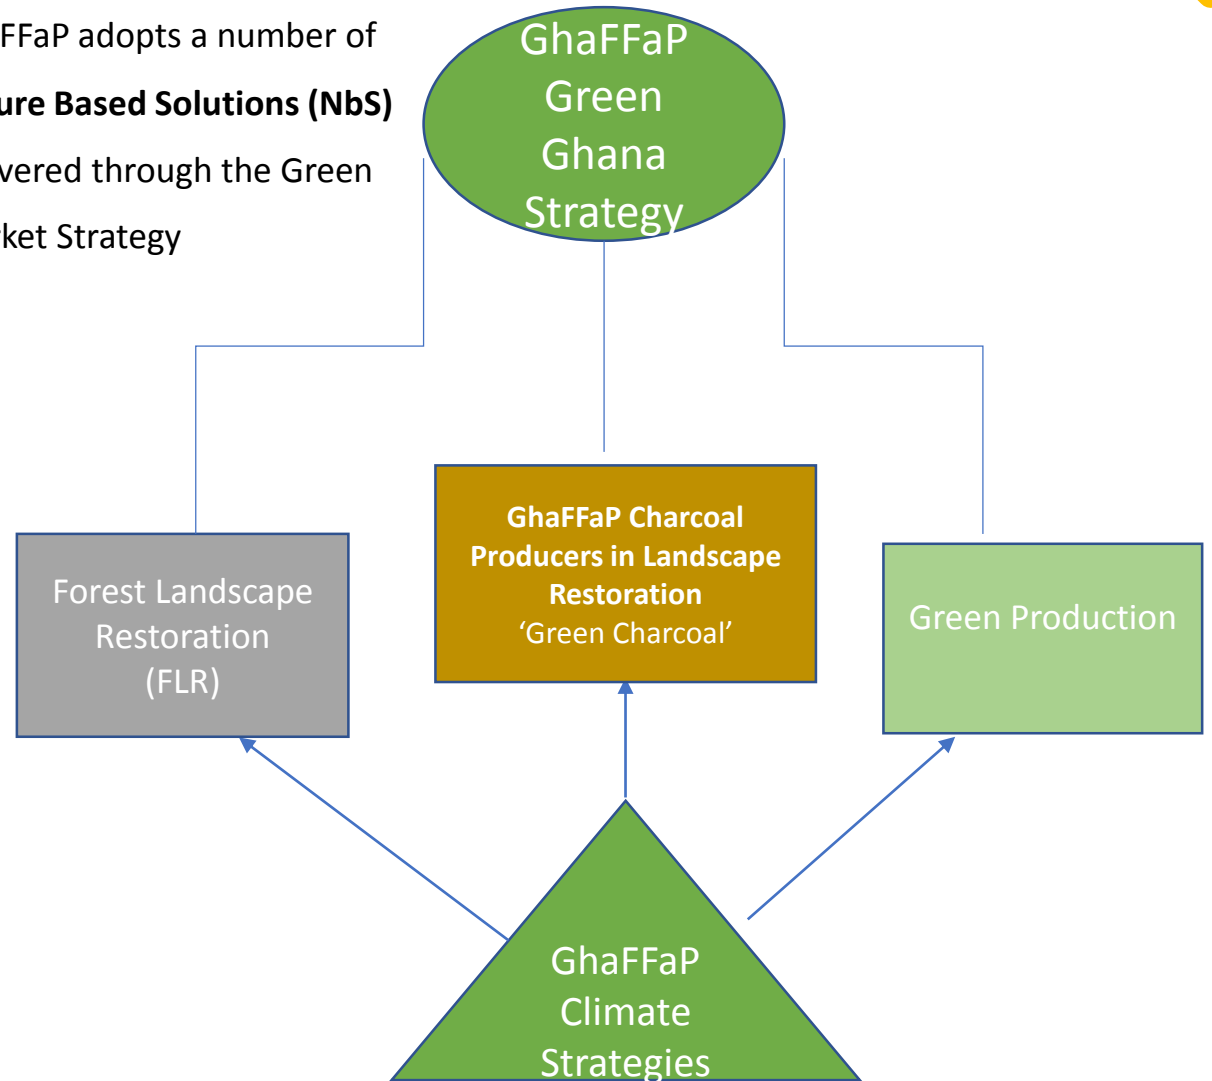 FFaP adopts a number of
ure Based Solutions (NbS)
vered through the Green
ket Strategy
GhaFFaP
Green
Ghana
Strategy
GhaFFaP Charcoal
Producers in Landscape
Restoration
‘Green Charcoal’
Forest Landscape
Restoration
(FLR)
Green Production
GhaFFaP
Climate
Strategies